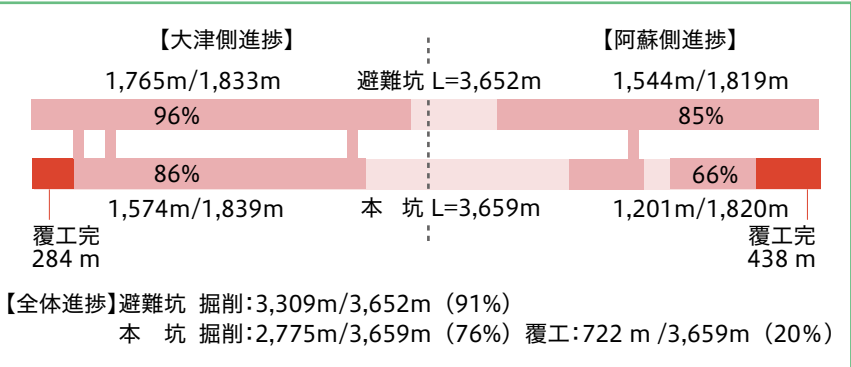 【大津側進捗】 【阿蘇側進捗】
1,765m/1,833m 避難坑 L=3,652m 1,544m/1,819m
96% 85%
86% 66%
1,574m/1,839m 本　坑 L=3,659m 1,201m/1,820m
覆工完 覆工完
284 m 438 m
【全体進捗】避難坑 掘削：3,309m/3,652m（91%）
本　坑 掘削：2,775m/3,659m（76%）覆工：722 m /3,659m（20%）